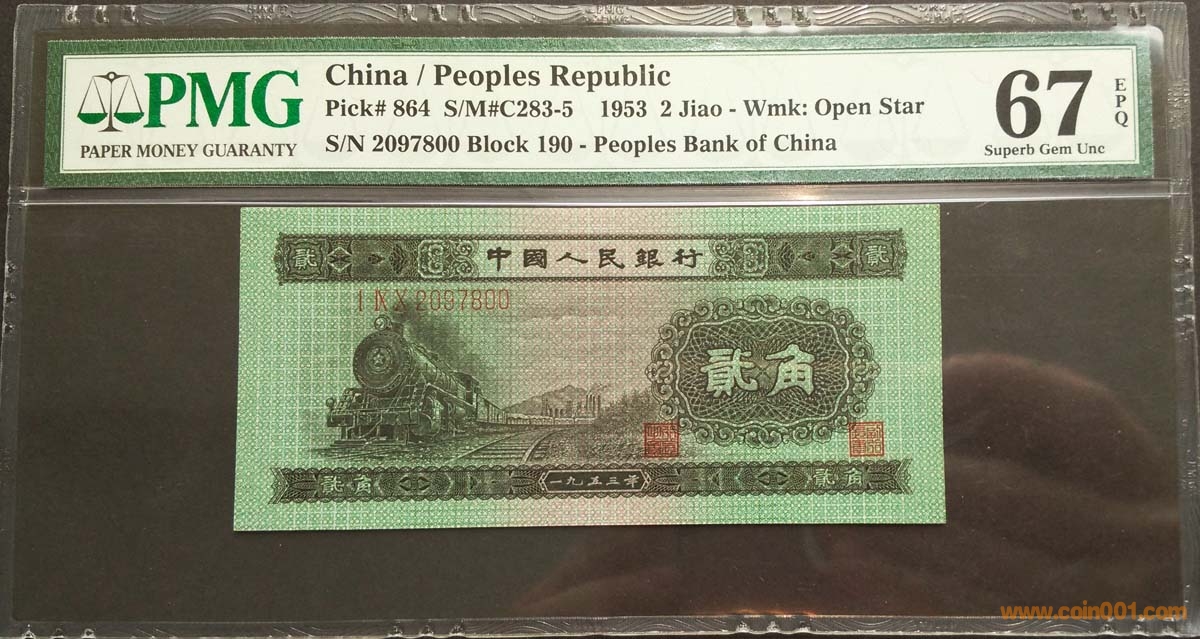 PMG
PAPER MONEY GUARANTY
China / Peoples Republic
Pick# 864 S/M#C283-5 1953 2 Jiao - Wmk: Open Star
S/N 2097800 Block 190 - Peoples Bank of China
67
EPQ
Superb Gem Unc
貳 中國人民銀行 貳
I IX X 2097800
貳角
貳角 一九五三年 貳角
www.coin001.com